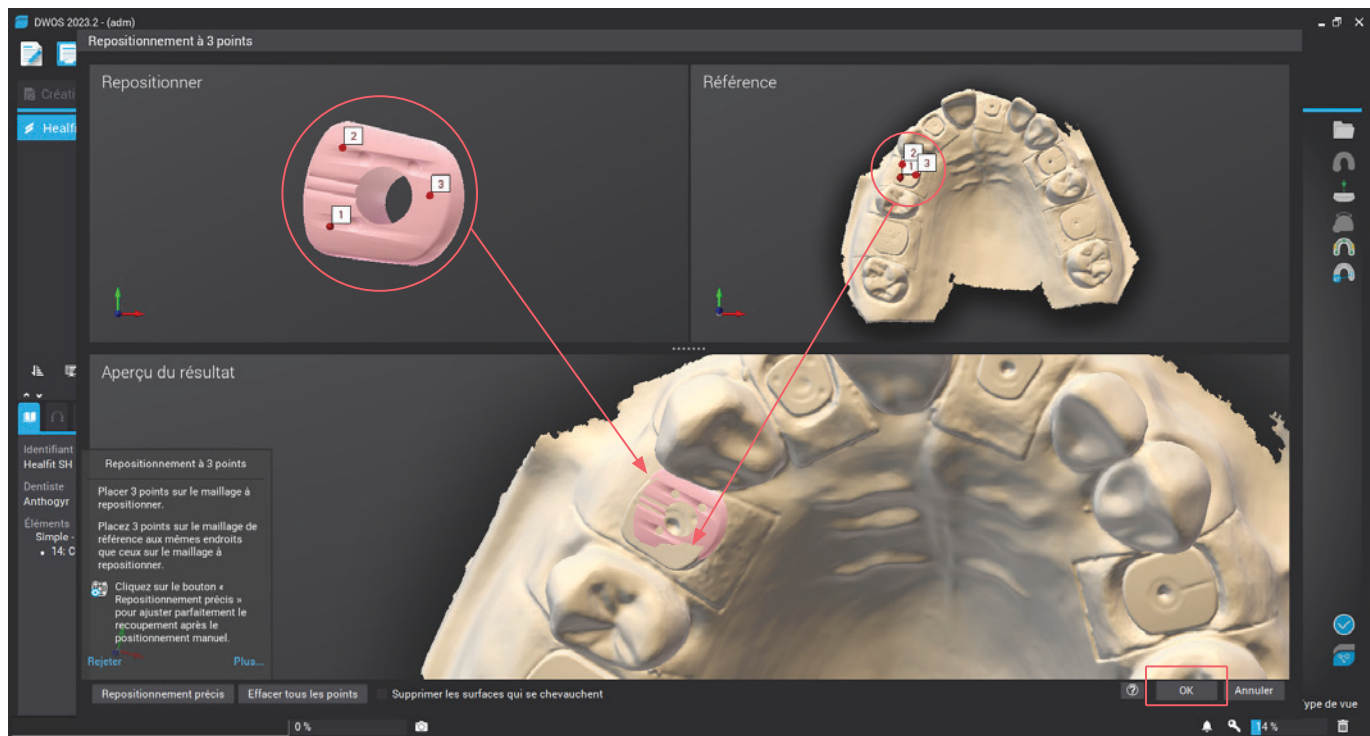 DWOS 2023.2 - (adm)
Repositionnement à 3 points
Repositionner
Référence
Créati
Healfi
2
3
1
2
1
3
Aperçu du résultat
Identifiant
Healfit SH
Dentiste
Anthogyr
Éléments
Simple -
• 14: C
Repositionnement à 3 points
Placer 3 points sur le maillage à
repositionner.
Placez 3 points sur le maillage de
référence aux mêmes endroits
que ceux sur le maillage à
repositionner.
Cliquez sur le bouton «
Repositionnement précis »
pour ajuster parfaitement le
recoupement après le
positionnement manuel.
Rejeter
Plus...
Repositionnement précis
Effacer tous les points
Supprimer les surfaces qui se chevauchent
?
OK
Annuler
ype de vue
0 %
14 %